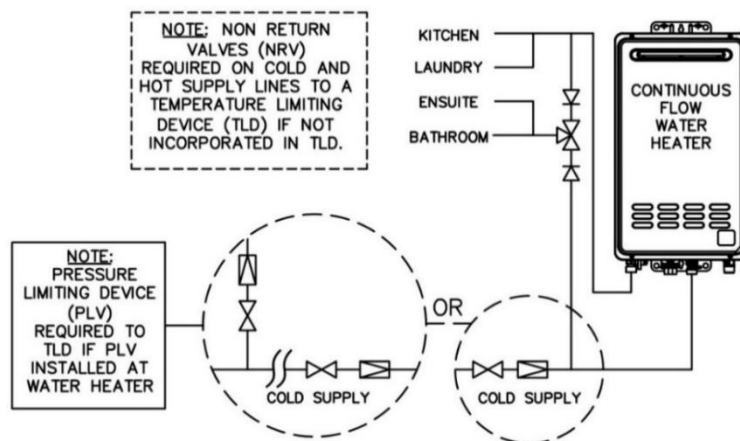 NOTE: NON RETURN
VALVES (NRV)
REQUIRED ON COLD AND
HOT SUPPLY LINES TO A
TEMPERATURE LIMITING
DEVICE (TLD) IF NOT
INCORPORATED IN TLD.
KITCHEN
LAUNDRY
ENSUITE
BATHROOM
CONTINUOUS
FLOW
WATER
HEATER
NOTE:
PRESSURE
LIMITING DEVICE
(PLV)
REQUIRED TO
TLD IF PLV
INSTALLED AT
WATER HEATER
OR
COLD SUPPLY
COLD SUPPLY